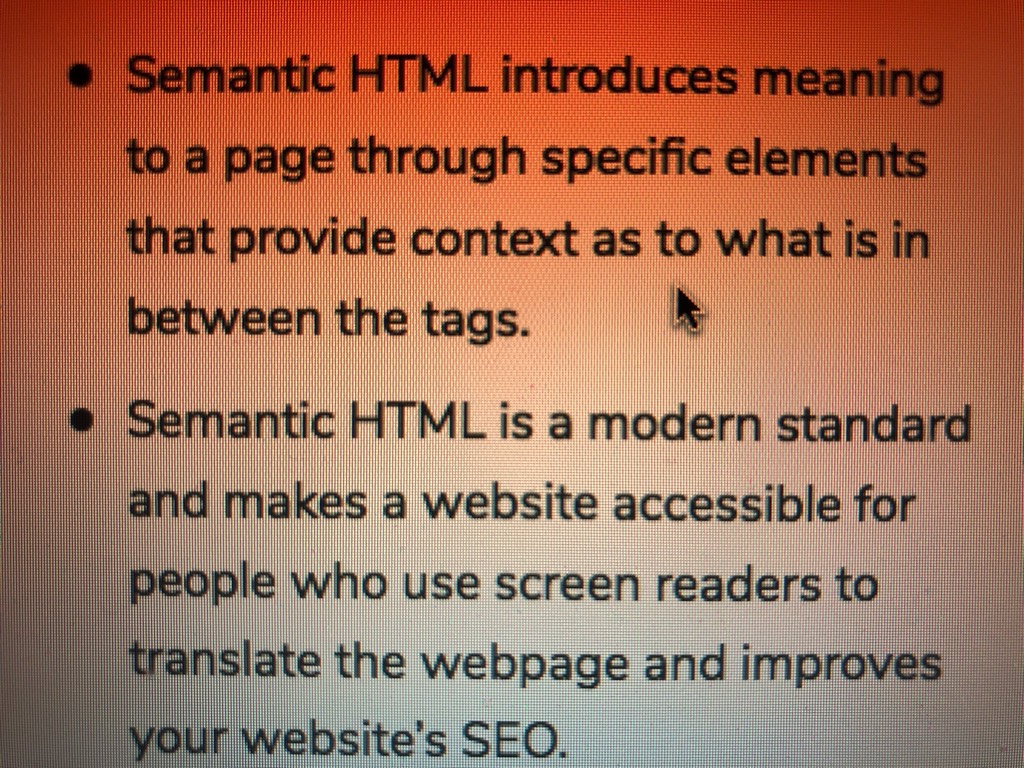 • Semantic HTML introduces meaning
to a page through specific elements
that provide context as to what is in
between the tags.
• Semantic HTML is a modern standard
and makes a website accessible for
people who use screen readers to
translate the webpage and improves
your website's SEO.